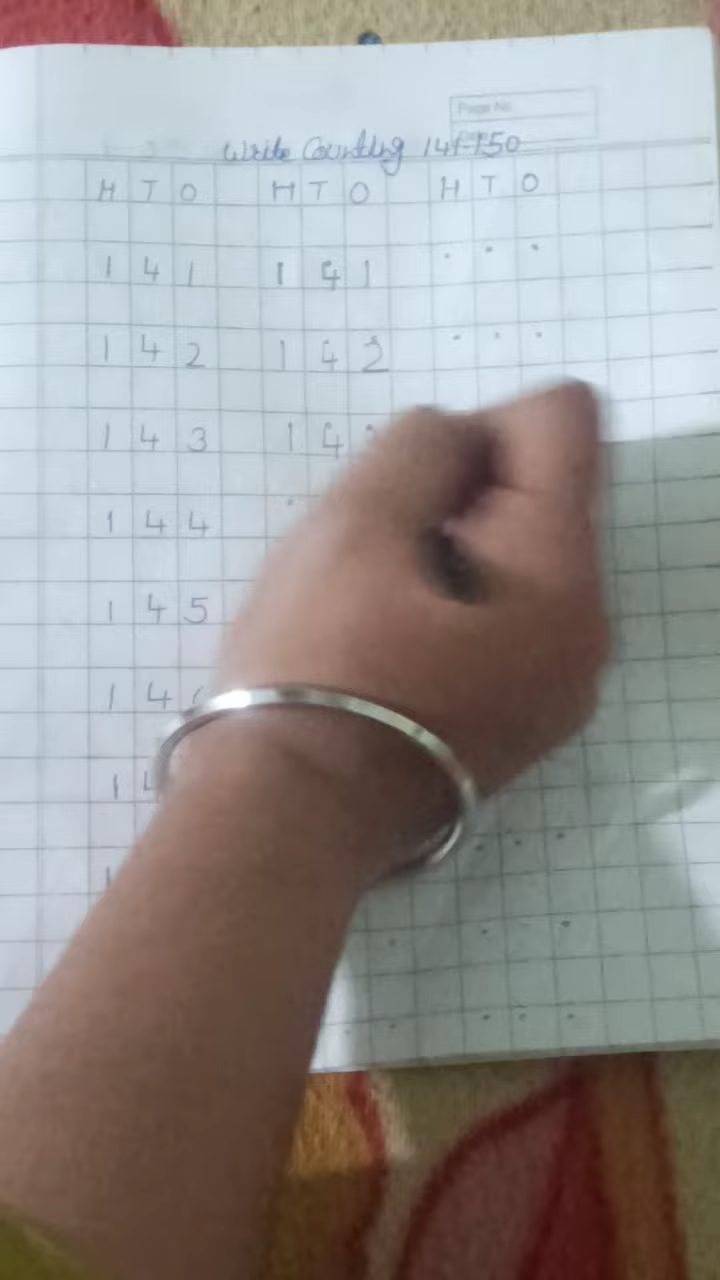 Page No.
Write Counting 141-150
H T O H T O H T O
1 4 1 1 4 1
1 4 2 1 4 2
1 4 3 1 4
1 4 4
1 4 5
1 4
1 4